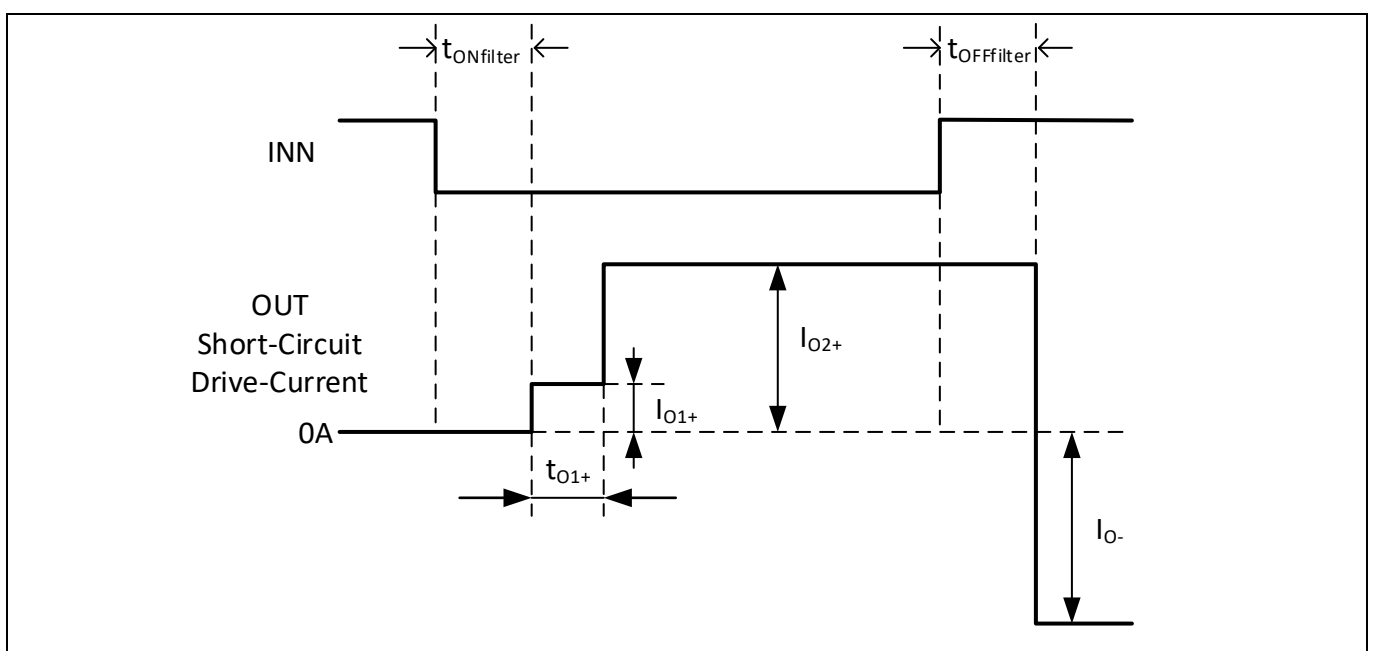 tONfilter
tOFFfilter
INN
OUT
Short-Circuit
Drive-Current
IO2+
IO1+
0A
tO1+
IO-